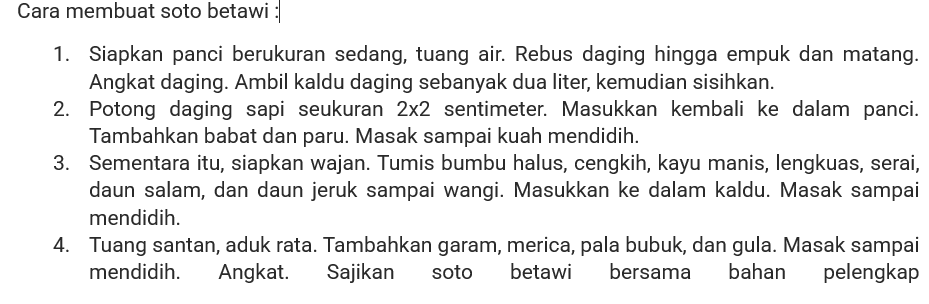 Cara membuat soto betawi :
1. Siapkan panci berukuran sedang, tuang air. Rebus daging hingga empuk dan matang.
Angkat daging. Ambil kaldu daging sebanyak dua liter, kemudian sisihkan.
2. Potong daging sapi seukuran 2x2 sentimeter. Masukkan kembali ke dalam panci.
Tambahkan babat dan paru. Masak sampai kuah mendidih.
3. Sementara itu, siapkan wajan. Tumis bumbu halus, cengkih, kayu manis, lengkuas, serai,
daun salam, dan daun jeruk sampai wangi. Masukkan ke dalam kaldu. Masak sampai
mendidih.
4. Tuang santan, aduk rata. Tambahkan garam, merica, pala bubuk, dan gula. Masak sampai
mendidih. Angkat. Sajikan soto betawi bersama bahan pelengkap